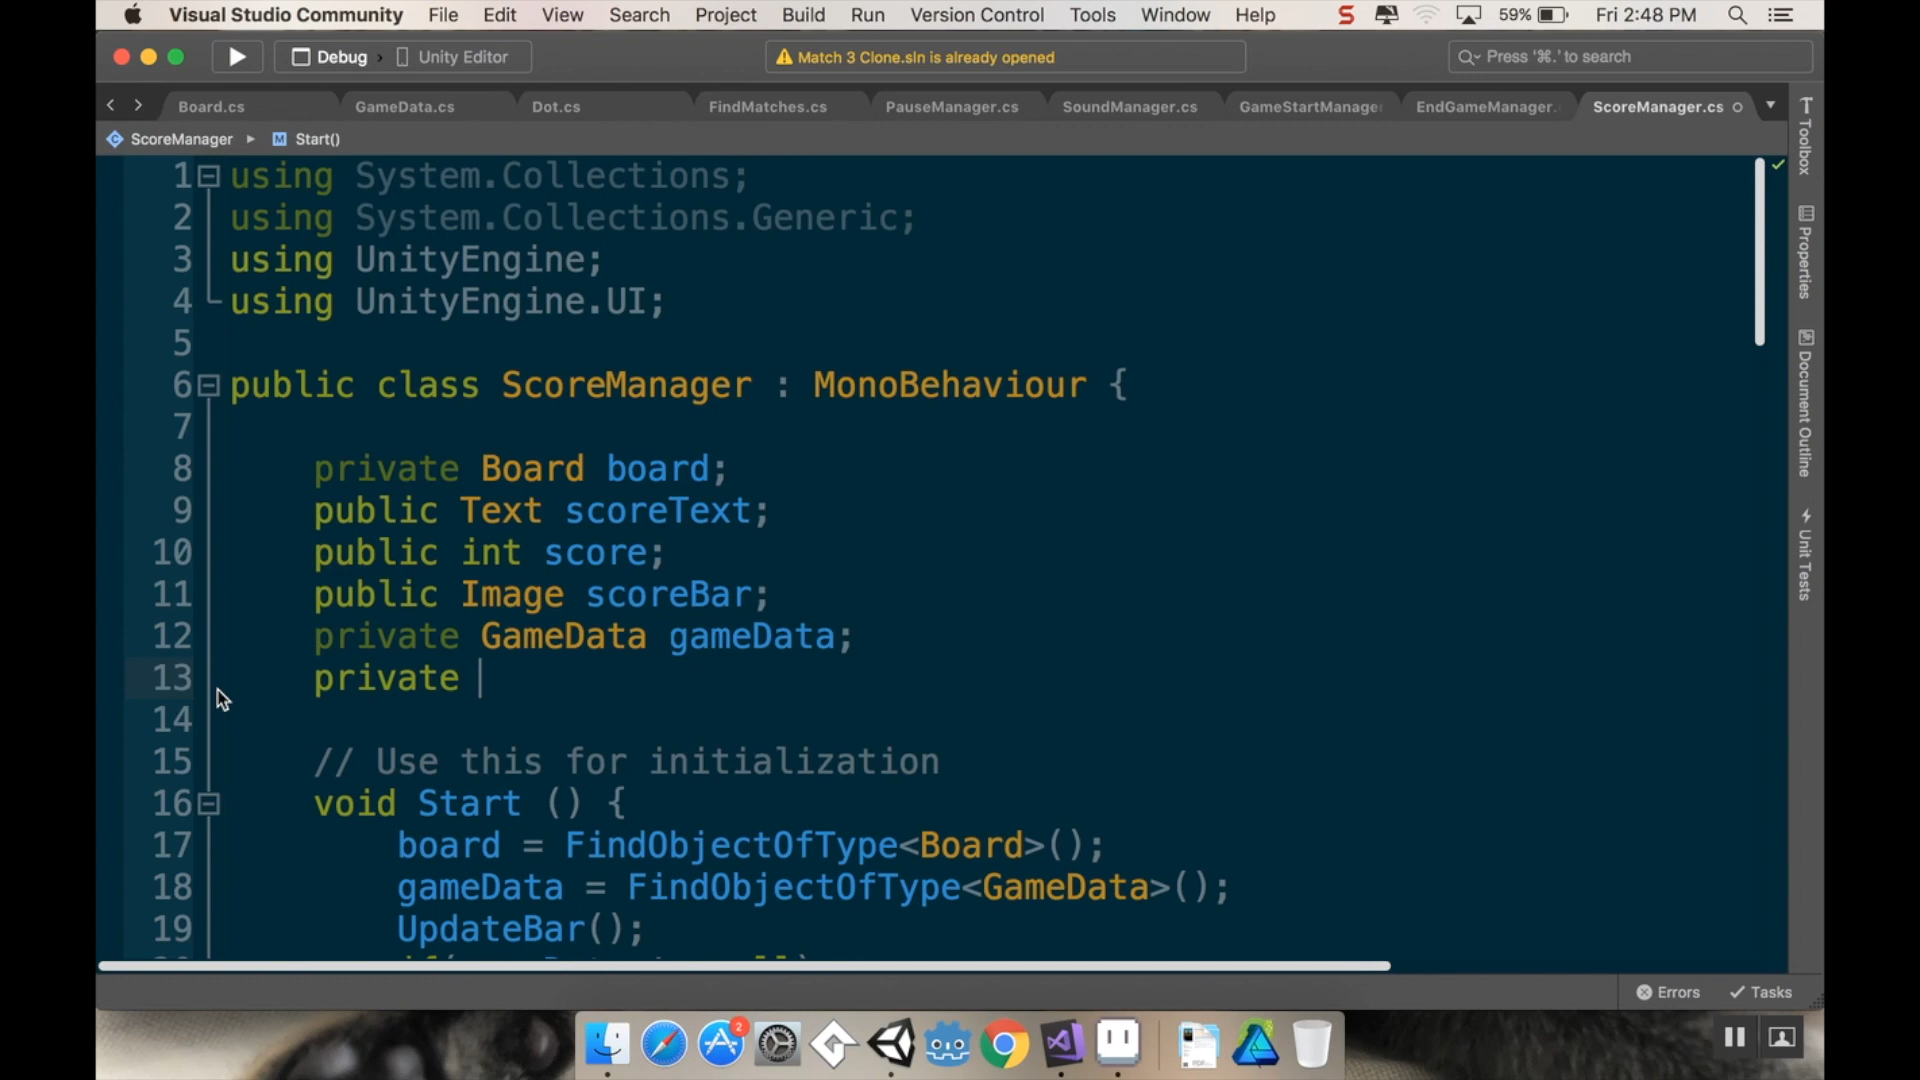 Visual Studio Community File Edit View Search Project Build Run Version Control Tools Window Help S 59% Fri 2:48 PM
Debug Unity Editor Match 3 Clone.sln is already opened Press '⌘.' to search
Board.cs GameData.cs Dot.cs FindMatches.cs PauseManager.cs SoundManager.cs GameStartManage EndGameManager. ScoreManager.cs
ScoreManager M Start()
1 using System.Collections;
2 using System.Collections.Generic;
3 using UnityEngine;
4 using UnityEngine.UI;
5
6 public class ScoreManager : MonoBehaviour {
7
8 private Board board;
9 public Text scoreText;
10 public int score;
11 public Image scoreBar;
12 private GameData gameData;
13 private
14
15 // Use this for initialization
16 void Start () {
17 board = FindObjectOfType<Board>();
18 gameData = FindObjectOfType<GameData>();
19 UpdateBar();
Toolbox
Properties
Document Outline
Unit Tests
Errors Tasks
2